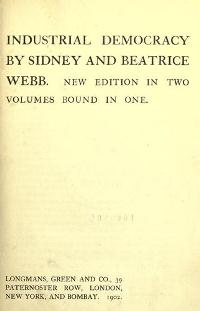 INDUSTRIAL DEMOCRACY
BY SIDNEY AND BEATRICE
WEBB. NEW EDITION IN TWO
VOLUMES BOUND IN ONE.
LONGMANS, GREEN AND CO., 39
PATERNOSTER ROW, LONDON,
NEW YORK, AND BOMBAY. 1902.